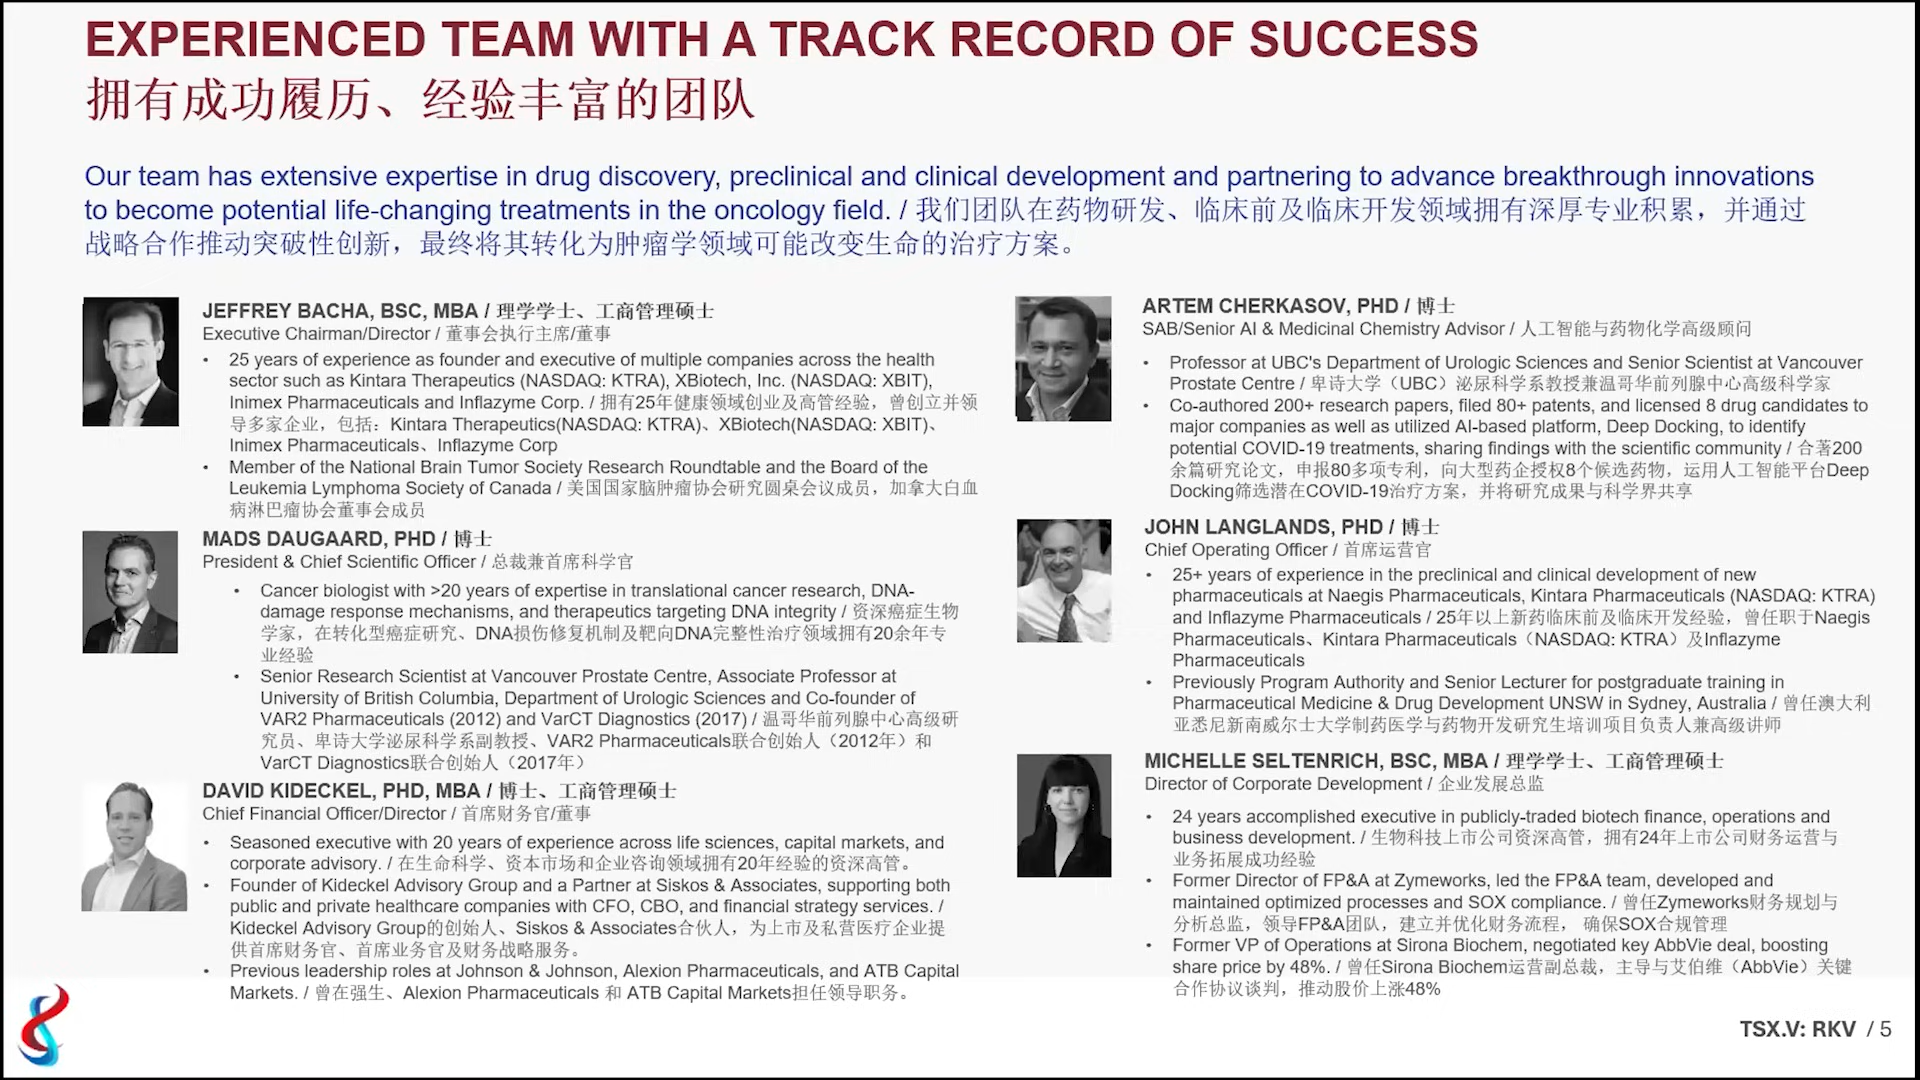 EXPERIENCED TEAM WITH A TRACK RECORD OF SUCCESS
拥有成功履历、经验丰富的团队
Our team has extensive expertise in drug discovery, preclinical and clinical development and partnering to advance breakthrough innovations
to become potential life-changing treatments in the oncology field. / 我们团队在药物研发、临床前及临床开发领域拥有深厚专业积累，并通过
战略合作推动突破性创新，最终将其转化为肿瘤学领域可能改变生命的治疗方案。
JEFFREY BACHA, BSC, MBA / 理学学士、工商管理硕士
Executive Chairman/Director / 董事会执行主席/董事
• 25 years of experience as founder and executive of multiple companies across the health
sector such as Kintara Therapeutics (NASDAQ: KTRA), XBiotech, Inc. (NASDAQ: XBIT),
Inimex Pharmaceuticals and Inflazyme Corp. / 拥有25年健康领域创业及高管经验，曾创立并领
导多家企业，包括：Kintara Therapeutics(NASDAQ: KTRA)、XBiotech(NASDAQ: XBIT)、
Inimex Pharmaceuticals、Inflazyme Corp
• Member of the National Brain Tumor Society Research Roundtable and the Board of the
Leukemia Lymphoma Society of Canada / 美国国家脑肿瘤协会研究圆桌会议成员，加拿大白血
病淋巴瘤协会董事会成员
MADS DAUGAARD, PHD / 博士
President & Chief Scientific Officer / 总裁兼首席科学官
• Cancer biologist with >20 years of expertise in translational cancer research, DNA-
damage response mechanisms, and therapeutics targeting DNA integrity / 资深癌症生物
学家，在转化型癌症研究、DNA损伤修复机制及靶向DNA完整性治疗领域拥有20余年专
业经验
• Senior Research Scientist at Vancouver Prostate Centre, Associate Professor at
University of British Columbia, Department of Urologic Sciences and Co-founder of
VAR2 Pharmaceuticals (2012) and VarCT Diagnostics (2017) / 温哥华前列腺中心高级研
究员、卑诗大学泌尿科学系副教授、VAR2 Pharmaceuticals联合创始人（2012年）和
VarCT Diagnostics联合创始人（2017年）
DAVID KIDECKEL, PHD, MBA / 博士、工商管理硕士
Chief Financial Officer/Director / 首席财务官/董事
• Seasoned executive with 20 years of experience across life sciences, capital markets, and
corporate advisory. / 在生命科学、资本市场和企业咨询领域拥有20年经验的资深高管。
• Founder of Kideckel Advisory Group and a Partner at Siskos & Associates, supporting both
public and private healthcare companies with CFO, CBO, and financial strategy services. /
Kideckel Advisory Group的创始人、Siskos & Associates合伙人，为上市及私营医疗企业提
供首席财务官、首席业务官及财务战略服务。
• Previous leadership roles at Johnson & Johnson, Alexion Pharmaceuticals, and ATB Capital
Markets. / 曾在强生、Alexion Pharmaceuticals 和 ATB Capital Markets担任领导职务。
ARTEM CHERKASOV, PHD / 博士
SAB/Senior AI & Medicinal Chemistry Advisor / 人工智能与药物化学高级顾问
• Professor at UBC's Department of Urologic Sciences and Senior Scientist at Vancouver
Prostate Centre / 卑诗大学（UBC）泌尿科学系教授兼温哥华前列腺中心高级科学家
• Co-authored 200+ research papers, filed 80+ patents, and licensed 8 drug candidates to
major companies as well as utilized AI-based platform, Deep Docking, to identify
potential COVID-19 treatments, sharing findings with the scientific community / 合著200
余篇研究论文，申报80多项专利，向大型药企授权8个候选药物，运用人工智能平台Deep
Docking筛选潜在COVID-19治疗方案，并将研究成果与科学界共享
JOHN LANGLANDS, PHD / 博士
Chief Operating Officer / 首席运营官
• 25+ years of experience in the preclinical and clinical development of new
pharmaceuticals at Naegis Pharmaceuticals, Kintara Pharmaceuticals (NASDAQ: KTRA)
and Inflazyme Pharmaceuticals / 25年以上新药临床前及临床开发经验，曾任职于Naegis
Pharmaceuticals、Kintara Pharmaceuticals（NASDAQ: KTRA）及Inflazyme
Pharmaceuticals
• Previously Program Authority and Senior Lecturer for postgraduate training in
Pharmaceutical Medicine & Drug Development UNSW in Sydney, Australia / 曾任澳大利
亚悉尼新南威尔士大学制药医学与药物开发研究生培训项目负责人兼高级讲师
MICHELLE SELTENRICH, BSC, MBA / 理学学士、工商管理硕士
Director of Corporate Development / 企业发展总监
• 24 years accomplished executive in publicly-traded biotech finance, operations and
business development. / 生物科技上市公司资深高管，拥有24年上市公司财务运营与
业务拓展成功经验
• Former Director of FP&A at Zymeworks, led the FP&A team, developed and
maintained optimized processes and SOX compliance. / 曾任Zymeworks财务规划与
分析总监，领导FP&A团队，建立并优化财务流程， 确保SOX合规管理
• Former VP of Operations at Sirona Biochem, negotiated key AbbVie deal, boosting
share price by 48%. / 曾任Sirona Biochem运营副总裁，主导与艾伯维（AbbVie）关键
合作协议谈判，推动股价上涨48%
TSX.V: RKV / 5